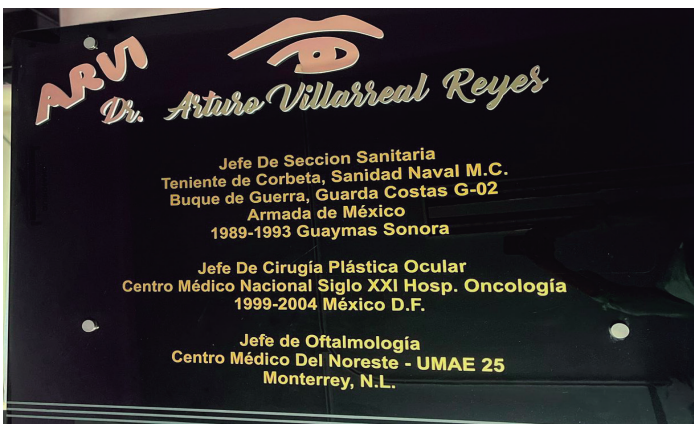 ARVI
Dr. Arturo Villarreal Reyes
Jefe De Seccion Sanitaria
Teniente de Corbeta, Sanidad Naval M.C.
Buque de Guerra, Guarda Costas G-02
Armada de México
1989-1993 Guaymas Sonora
Jefe De Cirugía Plástica Ocular
Centro Médico Nacional Siglo XXI Hosp. Oncología
1999-2004 México D.F.
Jefe de Oftalmología
Centro Médico Del Noreste - UMAE 25
Monterrey, N.L.